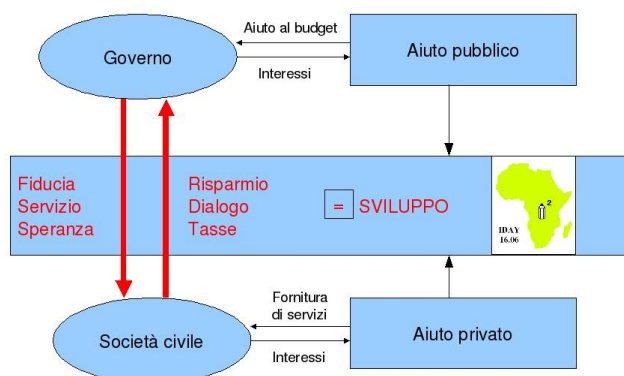 Aiuto al budget
Governo
Aiuto pubblico
Interessi
Fiducia
Servizio
Speranza
Risparmio
Dialogo
Tasse
= SVILUPPO
2
IDAY
16.06
Fornitura
di servizi
Società civile
Aiuto privato
Interessi